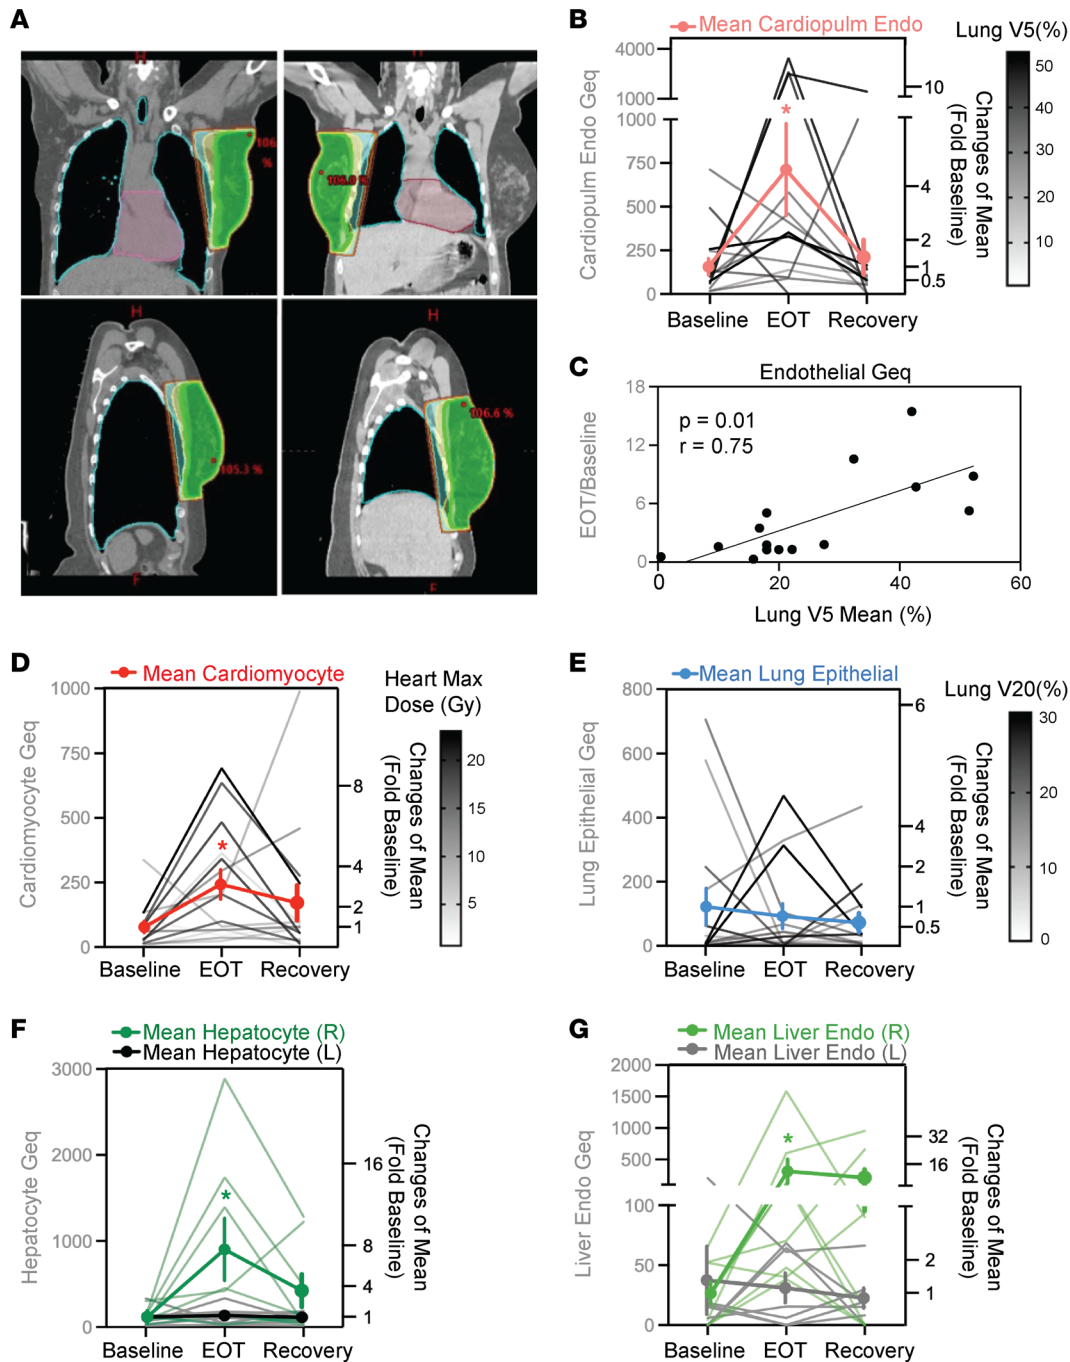 A
H
H
106
%
106.0 %
H
H
105.3 %
106.6 %
F
F
B
Mean Cardiopulm Endo
Lung V5(%)
Cardiopulm Endo Geq
4000
1000
1000
750
500
250
0
*
10
4
2
1
0.5
Changes of Mean
(Fold Baseline)
50
40
30
20
10
Baseline EOT Recovery
C
Endothelial Geq
p = 0.01
r = 0.75
EOT/Baseline
18
12
6
0
0 20 40 60
Lung V5 Mean (%)
D
Mean Cardiomyocyte
Heart Max
Dose (Gy)
Cardiomyocyte Geq
1000
750
500
250
0
*
8
4
2
1
Changes of Mean
(Fold Baseline)
20
15
10
5
Baseline EOT Recovery
E
Mean Lung Epithelial
Lung V20(%)
Lung Epithelial Geq
800
600
400
200
0
6
4
2
1
0.5
Changes of Mean
(Fold Baseline)
30
20
10
0
Baseline EOT Recovery
F
Mean Hepatocyte (R)
Mean Hepatocyte (L)
Hepatocyte Geq
3000
2000
1000
0
*
16
8
4
1
Changes of Mean
(Fold Baseline)
Baseline EOT Recovery
G
Mean Liver Endo (R)
Mean Liver Endo (L)
Liver Endo Geq
2000
1500
1000
500
100
50
0
*
32
16
2
1
Changes of Mean
(Fold Baseline)
Baseline EOT Recovery